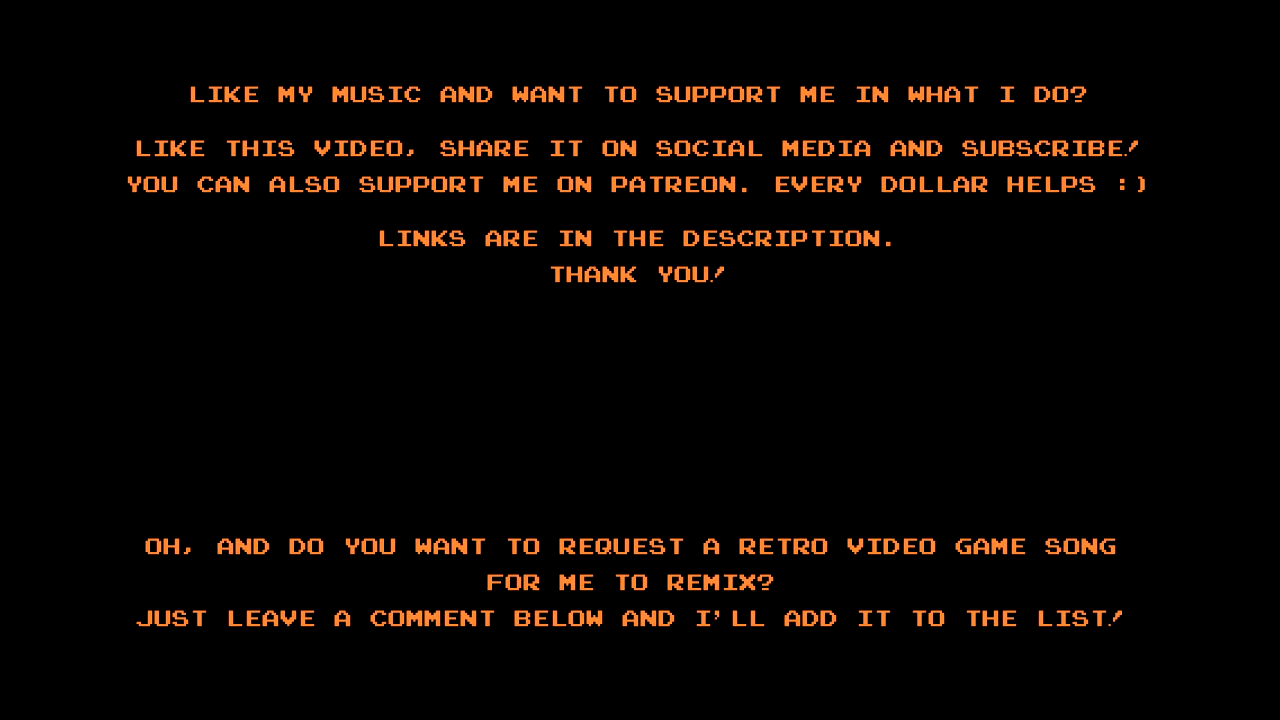 LIKE MY MUSIC AND WANT TO SUPPORT ME IN WHAT I DO?
LIKE THIS VIDEO, SHARE IT ON SOCIAL MEDIA AND SUBSCRIBE!
YOU CAN ALSO SUPPORT ME ON PATREON. EVERY DOLLAR HELPS :)
LINKS ARE IN THE DESCRIPTION.
THANK YOU!
OH, AND DO YOU WANT TO REQUEST A RETRO VIDEO GAME SONG
FOR ME TO REMIX?
JUST LEAVE A COMMENT BELOW AND I'LL ADD IT TO THE LIST!